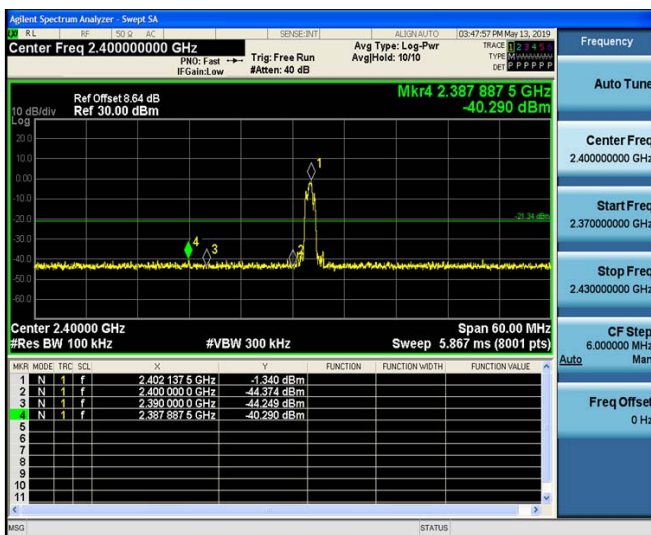 Agilent Spectrum Analyzer - Swept SA
RL RF 50 Ω AC SENSE:INT ALIGN AUTO 03:47:57 PM May 13, 2019
Center Freq 2.400000000 GHz
PNO: Fast
IFGain:Low
Trig: Free Run
#Atten: 40 dB
Avg Type: Log-Pwr
Avg|Hold: 10/10
TRACE 1 2 3 4 5 6
TYPE M
DET P P P P P P
Frequency
Mkr4 2.387 887 5 GHz
-40.290 dBm
Ref Offset 8.64 dB
Ref 30.00 dBm
10 dB/div
Log
20.0
10.0
0.00
-10.0
-20.0
-30.0
-40.0
-50.0
-60.0
1
-21.34 dBm
4
3
2
Center 2.40000 GHz
#Res BW 100 kHz
#VBW 300 kHz
Span 60.00 MHz
Sweep 5.867 ms (8001 pts)
MKR MODE TRC SCL X Y FUNCTION FUNCTION WIDTH FUNCTION VALUE
1 N 1 f 2.402 137 5 GHz -1.340 dBm
2 N 1 f 2.400 000 0 GHz -44.374 dBm
3 N 1 f 2.390 000 0 GHz -44.249 dBm
4 N 1 f 2.387 887 5 GHz -40.290 dBm
5
6
7
8
9
10
11
MSG
STATUS
Auto Tune
Center Freq
2.400000000 GHz
Start Freq
2.370000000 GHz
Stop Freq
2.430000000 GHz
CF Step
6.000000 MHz
Auto Man
Freq Offset
0 Hz